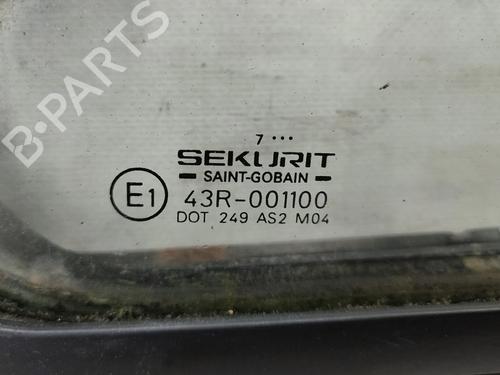 B-PARTS
7 ...
SEKURIT
SAINT-GOBAIN
E1 43R-001100
DOT 249 AS2 M04